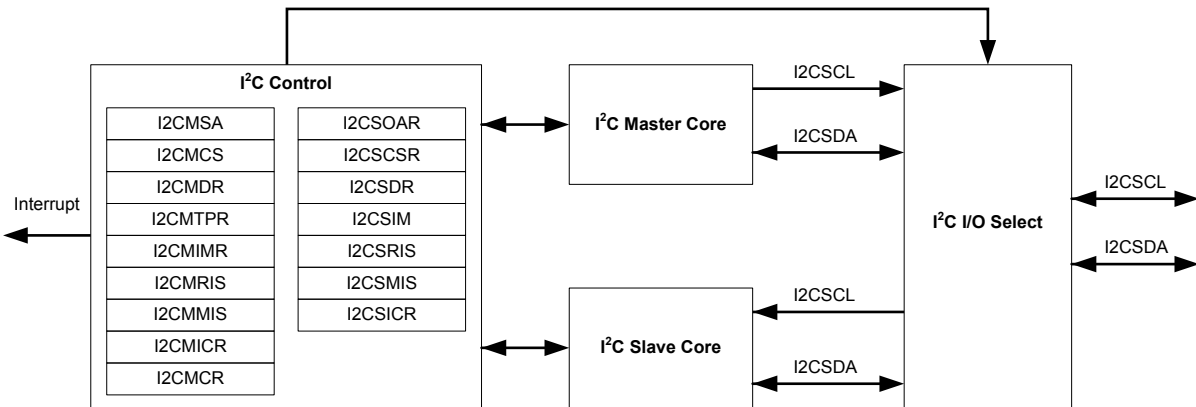 I²C Control
I2CMSA
I2CMCS
I2CMDR
I2CMTPR
I2CMIMR
I2CMRIS
I2CMMIS
I2CMICR
I2CMCR
I2CSOAR
I2CSCSR
I2CSDR
I2CSIM
I2CSRIS
I2CSMIS
I2CSICR
Interrupt
I²C Master Core
I2CSCL
I2CSDA
I²C Slave Core
I2CSCL
I2CSDA
I²C I/O Select
I2CSCL
I2CSDA